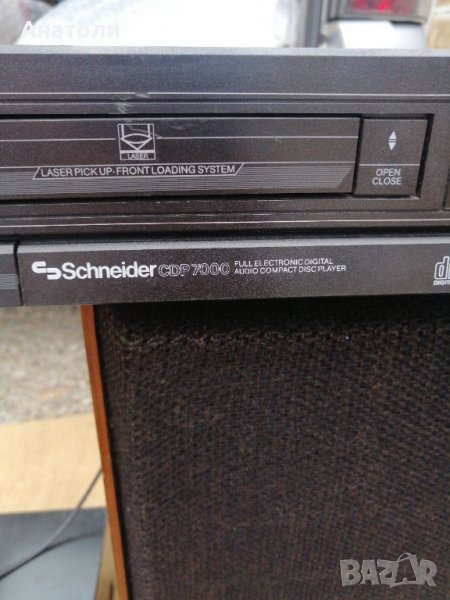 Анатоли
LASER
LASER PICK UP·FRONT LOADING SYSTEM
OPEN
CLOSE
Schneider CDP 7000
FULL ELECTRONIC DIGITAL
AUDIO COMPACT DISC PLAYER
BAZAR